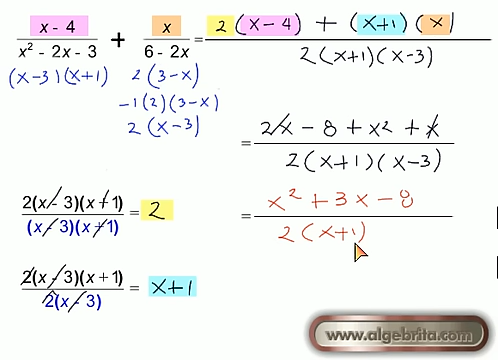 (x - 4)/(x² - 2x - 3) + x/(6 - 2x) = (2(x-4) + (x+1)(x))/(2(x+1)(x-3))
(x-3)(x+1) 2(3-x)
-1(2)(3-x)
2(x-3)
= (2x - 8 + x² + x)/(2(x+1)(x-3))
(2(x - 3)(x + 1))/((x - 3)(x + 1)) = 2
= (x² + 3x - 8)/(2(x+1)
(2(x - 3)(x + 1))/(2(x - 3)) = x+1
www.algebrita.com